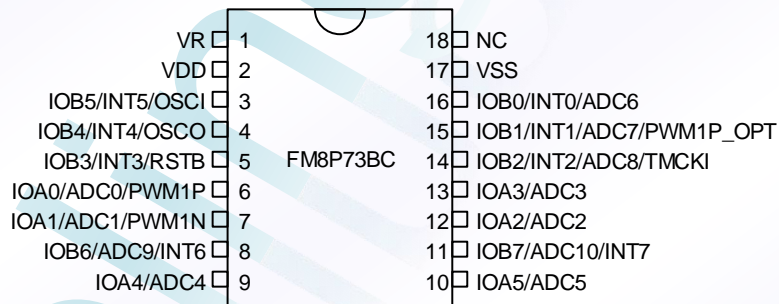 VR 1 18 NC
VDD 2 17 VSS
IOB5/INT5/OSCI 3 16 IOB0/INT0/ADC6
IOB4/INT4/OSCO 4 15 IOB1/INT1/ADC7/PWM1P_OPT
IOB3/INT3/RSTB 5 FM8P73BC 14 IOB2/INT2/ADC8/TMCKI
IOA0/ADC0/PWM1P 6 13 IOA3/ADC3
IOA1/ADC1/PWM1N 7 12 IOA2/ADC2
IOB6/ADC9/INT6 8 11 IOB7/ADC10/INT7
IOA4/ADC4 9 10 IOA5/ADC5